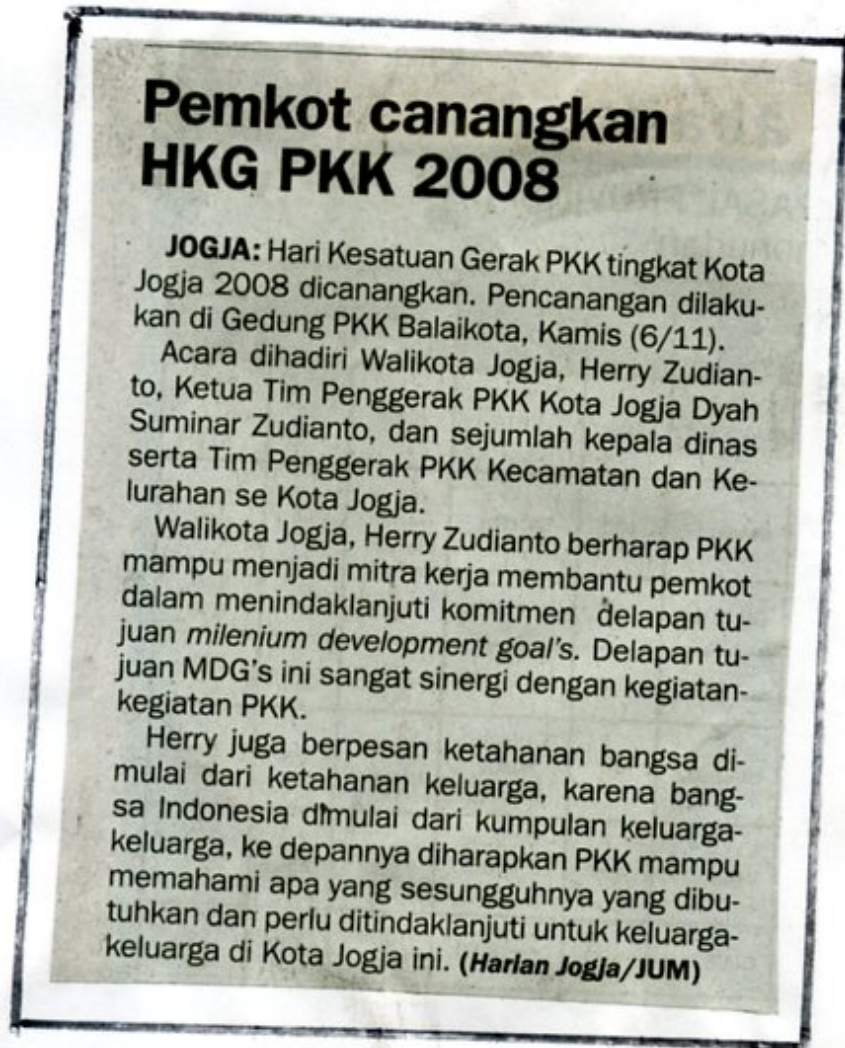 Pemkot canangkan
HKG PKK 2008
JOGJA: Hari Kesatuan Gerak PKK tingkat Kota
Jogja 2008 dicanangkan. Pencanangan dilaku-
kan di Gedung PKK Balaikota, Kamis (6/11).
Acara dihadiri Walikota Jogja, Herry Zudian-
to, Ketua Tim Penggerak PKK Kota Jogja Dyah
Suminar Zudianto, dan sejumlah kepala dinas
serta Tim Penggerak PKK Kecamatan dan Ke-
lurahan se Kota Jogja.
Walikota Jogja, Herry Zudianto berharap PKK
mampu menjadi mitra kerja membantu pemkot
dalam menindaklanjuti komitmen delapan tu-
juan milenium development goal's. Delapan tu-
juan MDG's ini sangat sinergi dengan kegiatan-
kegiatan PKK.
Herry juga berpesan ketahanan bangsa di-
mulai dari ketahanan keluarga, karena bang-
sa Indonesia dimulai dari kumpulan keluarga-
keluarga, ke depannya diharapkan PKK mampu
memahami apa yang sesungguhnya yang dibu-
tuhkan dan perlu ditindaklanjuti untuk keluarga-
keluarga di Kota Jogja ini. (Harian Jogja/JUM)